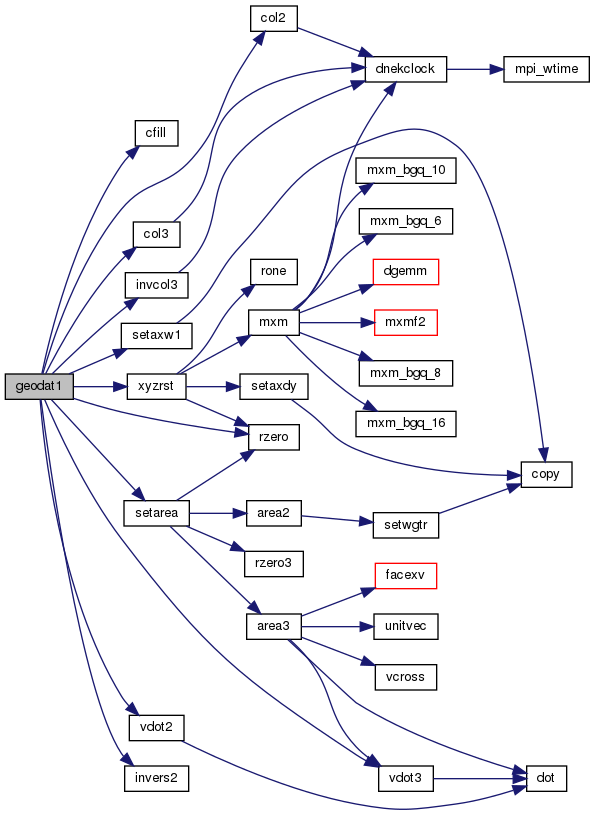 col2
dnekclock
mpi_wtime
cfill
mxm_bgq_10
mxm_bgq_6
col3
rone
dgemm
invcol3
mxm
mxmf2
setaxw1
geodat1
xyzrst
setaxdy
mxm_bgq_8
mxm_bgq_16
rzero
copy
setarea
area2
setwgtr
rzero3
facexv
area3
unitvec
vcross
vdot2
invers2
vdot3
dot